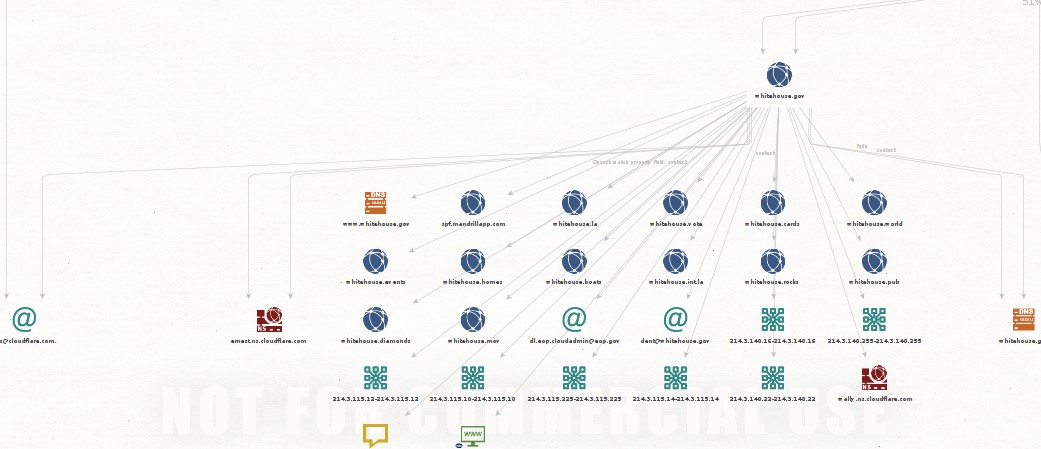 51%
whitehouse.gov
contact
contact
www.whitehouse.gov
spf.mandrillapp.com
whitehouse.la
whitehouse.vote
whitehouse.cards
whitehouse.world
whitehouse.events
whitehouse.homes
whitehouse.boats
whitehouse.int.la
whitehouse.rocks
whitehouse.pub
s@cloudflare.com.
ernest.ns.cloudflare.com
whitehouse.diamonds
whitehouse.mov
dl.eop.cloudadmin@eop.gov
dent@whitehouse.gov
214.3.140.16-214.3.140.16
214.3.140.255-214.3.140.255
whitehouse.g
214.3.115.12-214.3.115.12
214.3.115.10-214.3.115.10
214.3.115.225-214.3.115.225
214.3.115.14-214.3.115.14
214.3.140.22-214.3.140.22
wally.ns.cloudflare.com
NOT FOR COMMERCIAL USE
DNS
NS
DNS
NS
WWW